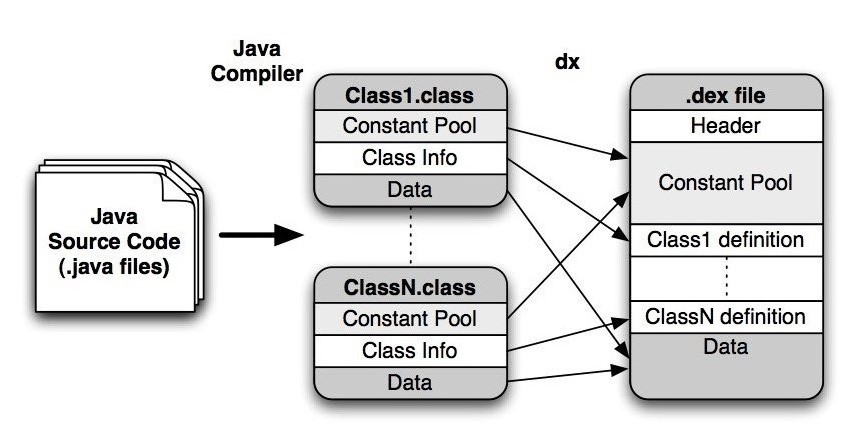 Java
Compiler
dx
Java
Source Code
(.java files)
Class1.class
Constant Pool
Class Info
Data
ClassN.class
Constant Pool
Class Info
Data
.dex file
Header
Constant Pool
Class1 definition
ClassN definition
Data